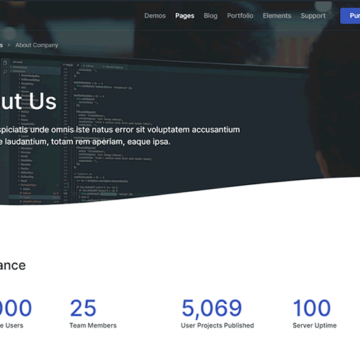 Demos Pages Blog Portfolio Elements Support Pu
s > About Company
ut Us
spiciatis unde omnis iste natus error sit voluptatem accusantium
e laudantium, totam rem aperiam, eaque ipsa.
ance
000 25 5,069 100
e Users Team Members User Projects Published Server Uptime